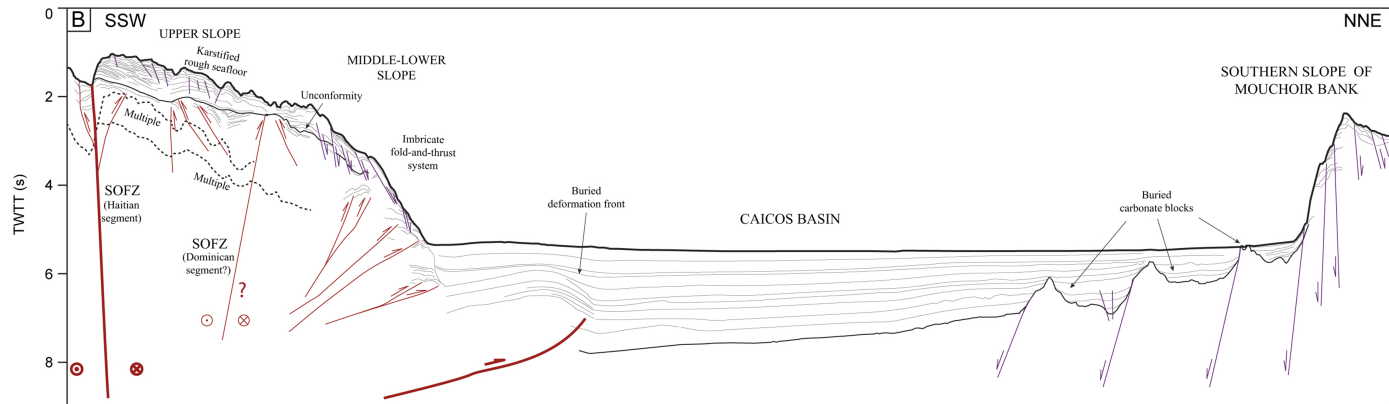 B SSW
NNE
UPPER SLOPE
Karstified
rough seafloor
MIDDLE-LOWER
SLOPE
Unconformity
SOUTHERN SLOPE OF
MOUCHOIR BANK
Imbricate
fold-and-thrust
system
Multiple
Multiple
SOFZ
(Haitian
segment)
SOFZ
(Dominican
segment?)
?
Buried
deformation front
CAICOS BASIN
Buried
carbonate blocks
TWTT (s)
0
2
4
6
8